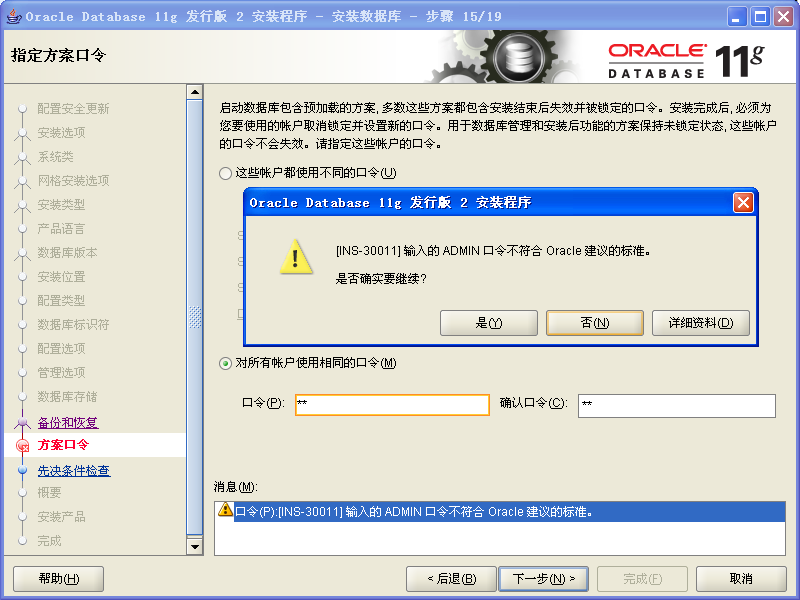 Oracle Database 11g 发行版 2 安装程序 - 安装数据库 - 步骤 15/19
指定方案口令
ORACLE
DATABASE
11g
配置安全更新
安装选项
系统类
网格安装选项
安装类型
产品语言
数据库版本
安装位置
配置类型
数据库标识符
配置选项
管理选项
数据库存储
备份和恢复
方案口令
先决条件检查
概要
安装产品
完成
启动数据库包含预加载的方案, 多数这些方案都包含安装结束后失效并被锁定的口令。安装完成后, 必须为
您要使用的帐户取消锁定并设置新的口令。用于数据库管理和安装后功能的方案保持未锁定状态, 这些帐户
的口令不会失效。请指定这些帐户的口令。
这些帐户都使用不同的口令(U)
Oracle Database 11g 发行版 2 安装程序
[INS-30011] 输入的 ADMIN 口令不符合 Oracle 建议的标准。
是否确实要继续?
是(Y) 否(N) 详细资料(D)
对所有帐户使用相同的口令(M)
口令(P): ** 确认口令(C): **
消息(M):
口令(P):[INS-30011] 输入的 ADMIN 口令不符合 Oracle 建议的标准。
帮助(H) < 后退(B) 下一步(N) > 完成(F) 取消